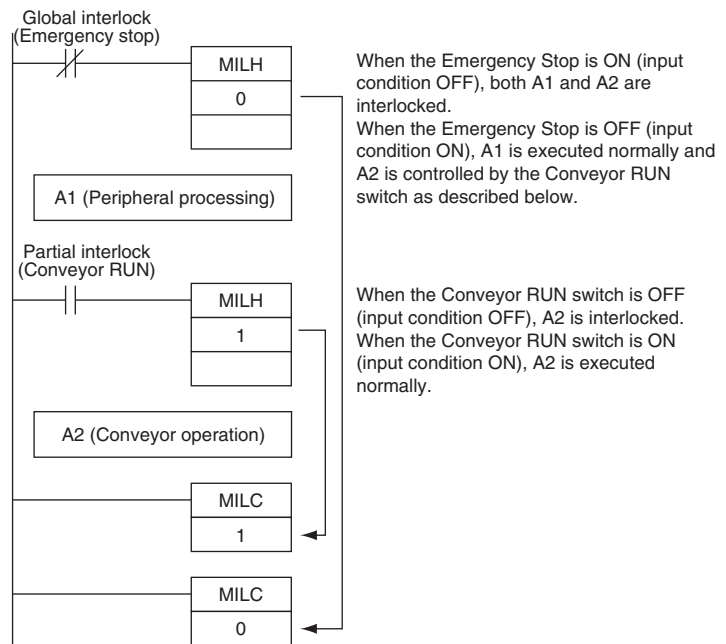 Global interlock
(Emergency stop)
MILH
0
When the Emergency Stop is ON (input
condition OFF), both A1 and A2 are
interlocked.
When the Emergency Stop is OFF (input
condition ON), A1 is executed normally and
A2 is controlled by the Conveyor RUN
switch as described below.
A1 (Peripheral processing)
Partial interlock
(Conveyor RUN)
MILH
1
When the Conveyor RUN switch is OFF
(input condition OFF), A2 is interlocked.
When the Conveyor RUN switch is ON
(input condition ON), A2 is executed
normally.
A2 (Conveyor operation)
MILC
1
MILC
0